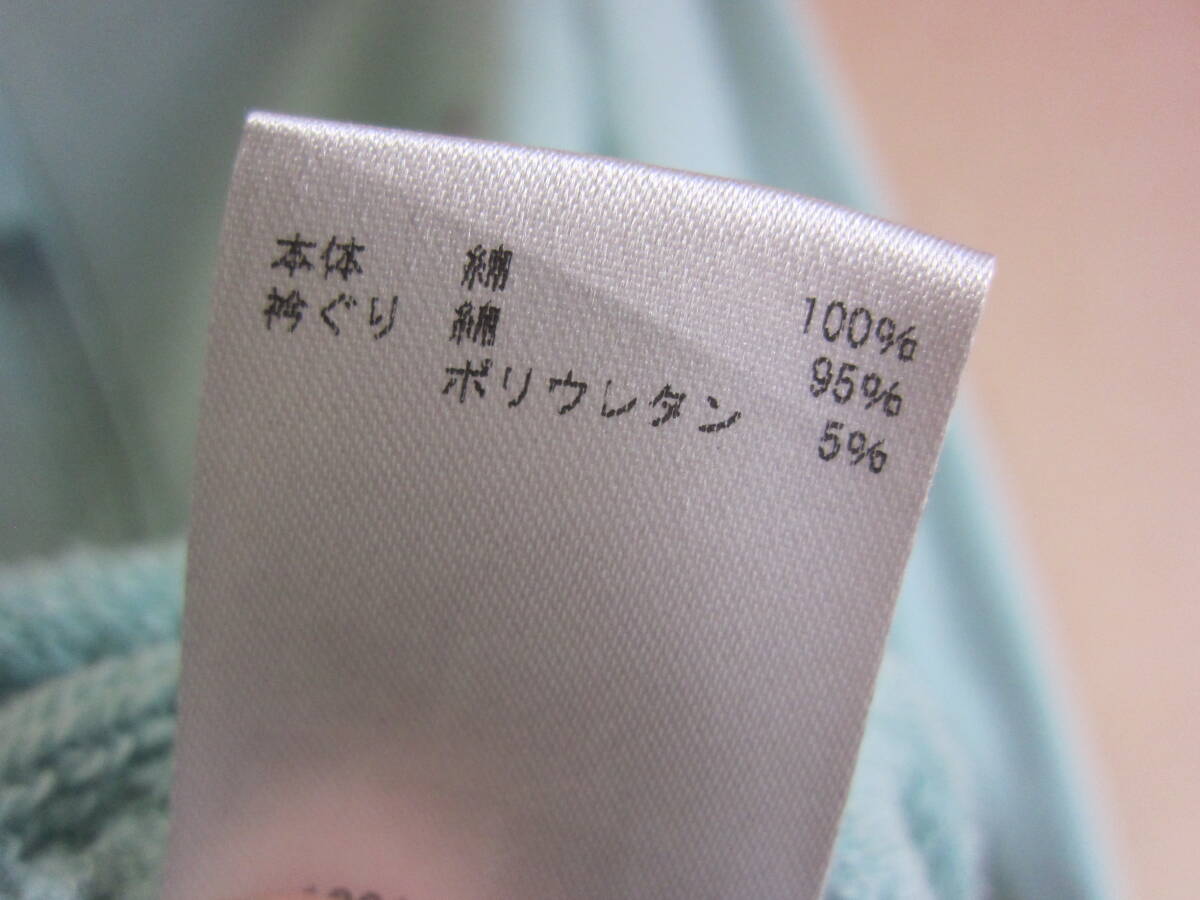 本体 綿 100%
衿ぐり 綿 95%
ポリウレタン 5%